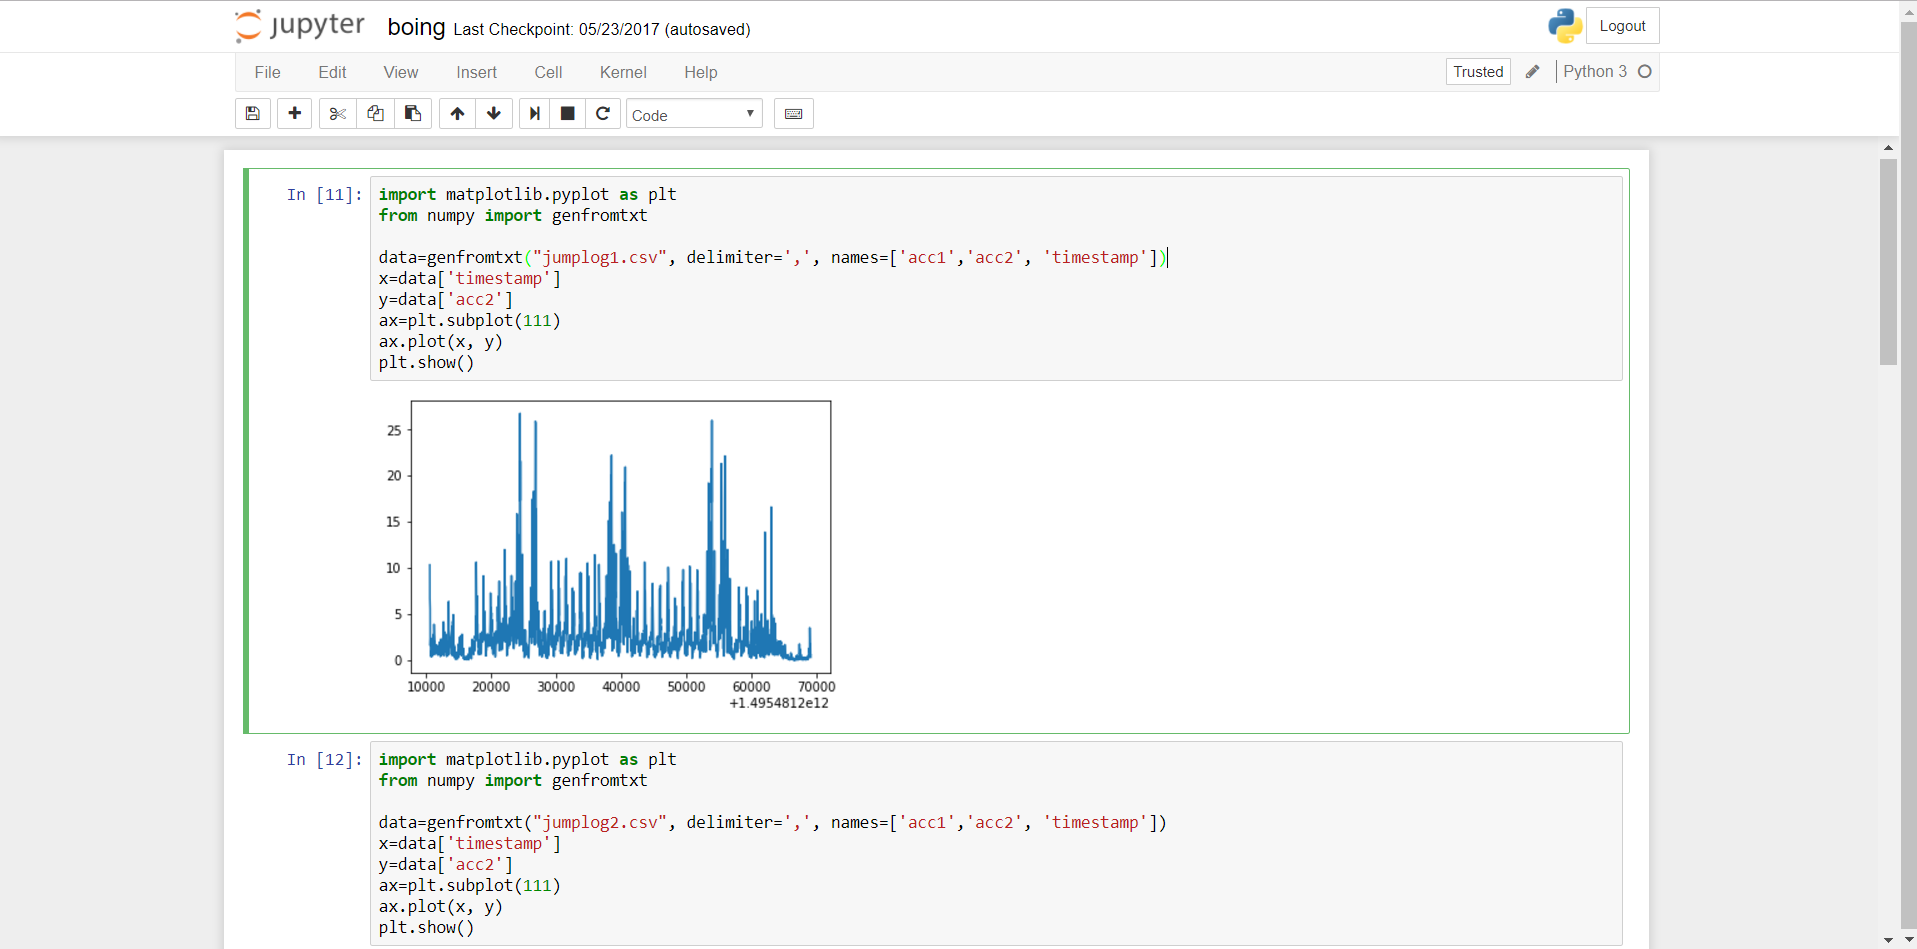 jupyter boing Last Checkpoint: 05/23/2017 (autosaved) Logout
File Edit View Insert Cell Kernel Help Trusted Python 3
Code
In [11]: import matplotlib.pyplot as plt
from numpy import genfromtxt
data=genfromtxt("jumplog1.csv", delimiter=',', names=['acc1','acc2', 'timestamp'])
x=data['timestamp']
y=data['acc2']
ax=plt.subplot(111)
ax.plot(x, y)
plt.show()
25
20
15
10
5
0
10000 20000 30000 40000 50000 60000 70000
+1.4954812e12
In [12]: import matplotlib.pyplot as plt
from numpy import genfromtxt
data=genfromtxt("jumplog2.csv", delimiter=',', names=['acc1','acc2', 'timestamp'])
x=data['timestamp']
y=data['acc2']
ax=plt.subplot(111)
ax.plot(x, y)
plt.show()